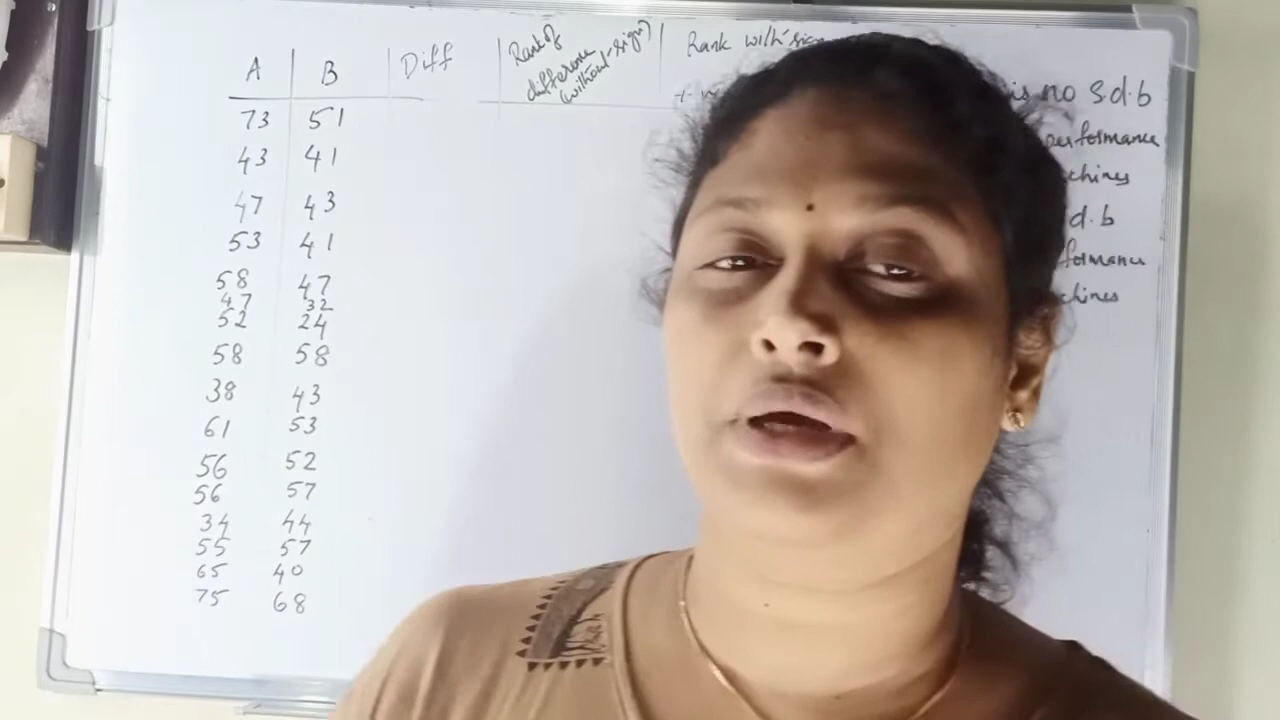 A B Diff Rank of difference (without sign) Rank with sign
is no S d.b
73 51 performance
43 41 chines
47 43 d.b
53 41 formance
58 47 chines
47 32
52 24
58 58
38 43
61 53
56 52
56 57
34 44
55 57
65 40
75 68